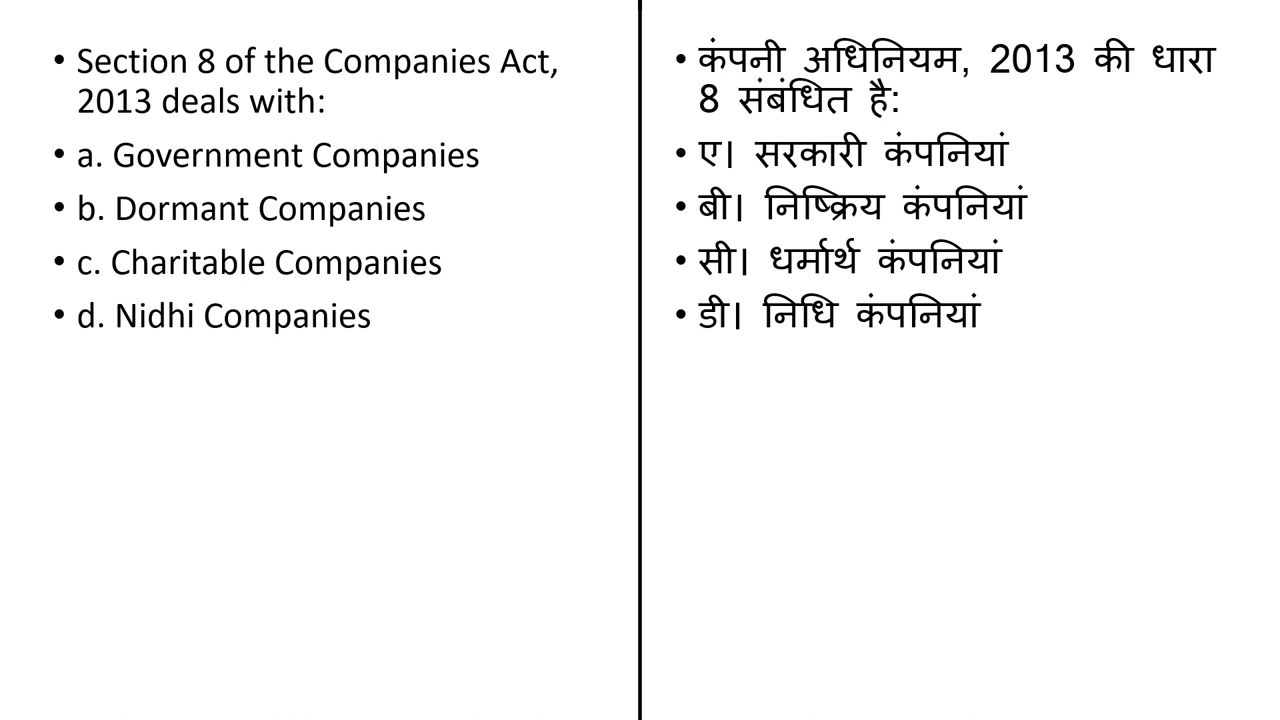 • Section 8 of the Companies Act,
2013 deals with:
• a. Government Companies
• b. Dormant Companies
• c. Charitable Companies
• d. Nidhi Companies
• कंपनी अधिनियम, 2013 की धारा
8 संबंधित है:
• ए। सरकारी कंपनियां
• बी। निष्क्रिय कंपनियां
• सी। धर्मार्थ कंपनियां
• डी। निधि कंपनियां